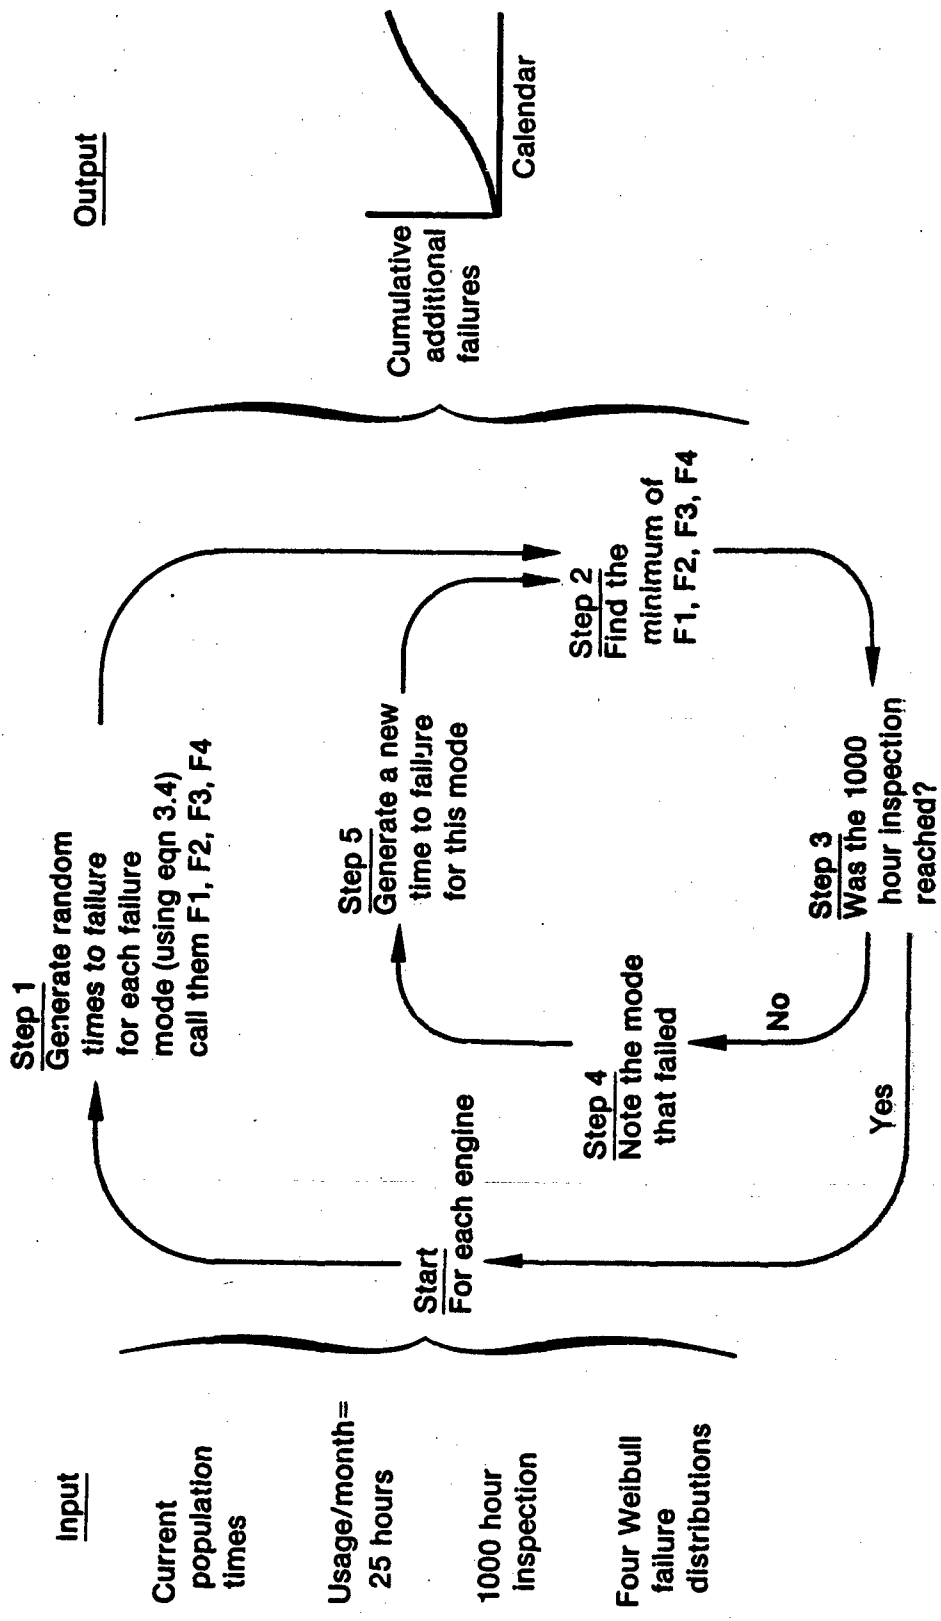 Input
Current
population
times
Usage/month=
25 hours
1000 hour
inspection
Four Weibull
failure
distributions
Start
For each engine
Step 1
Generate random
times to failure
for each failure
mode (using eqn 3.4)
call them F1, F2, F3, F4
Step 2
Find the
minimum of
F1, F2, F3, F4
Step 3
Was the 1000
hour inspection
reached?
No
Yes
Step 4
Note the mode
that failed
Step 5
Generate a new
time to failure
for this mode
Output
Cumulative
additional
failures
Calendar